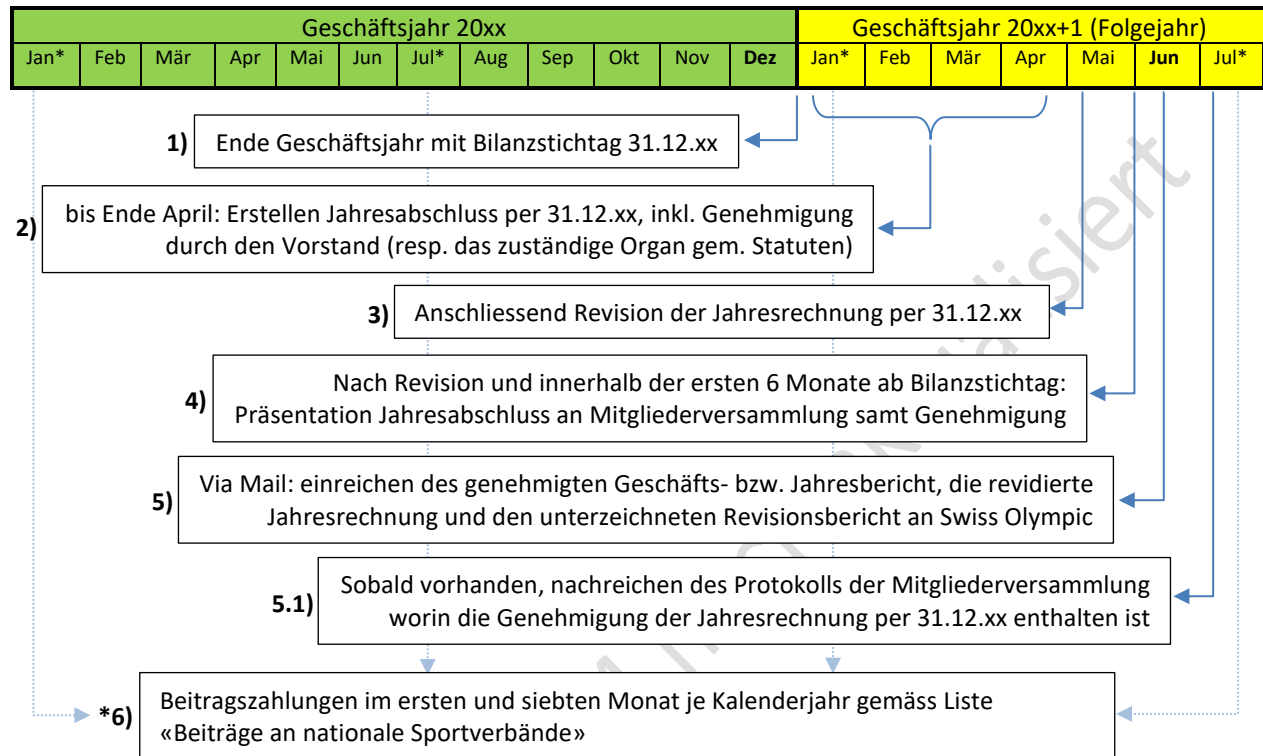 Geschäftsjahr 20xx Geschäftsjahr 20xx+1 (Folgejahr)
Jan* Feb Mär Apr Mai Jun Jul* Aug Sep Okt Nov Dez Jan* Feb Mär Apr Mai Jun Jul*
1) Ende Geschäftsjahr mit Bilanzstichtag 31.12.xx
2) bis Ende April: Erstellen Jahresabschluss per 31.12.xx, inkl. Genehmigung
durch den Vorstand (resp. das zuständige Organ gem. Statuten)
3) Anschliessend Revision der Jahresrechnung per 31.12.xx
4) Nach Revision und innerhalb der ersten 6 Monate ab Bilanzstichtag:
Präsentation Jahresabschluss an Mitgliederversammlung samt Genehmigung
5) Via Mail: einreichen des genehmigten Geschäfts- bzw. Jahresbericht, die revidierte
Jahresrechnung und den unterzeichneten Revisionsbericht an Swiss Olympic
5.1) Sobald vorhanden, nachreichen des Protokolls der Mitgliederversammlung
worin die Genehmigung der Jahresrechnung per 31.12.xx enthalten ist
*6) Beitragszahlungen im ersten und siebten Monat je Kalenderjahr gemäss Liste
«Beiträge an nationale Sportverbände»